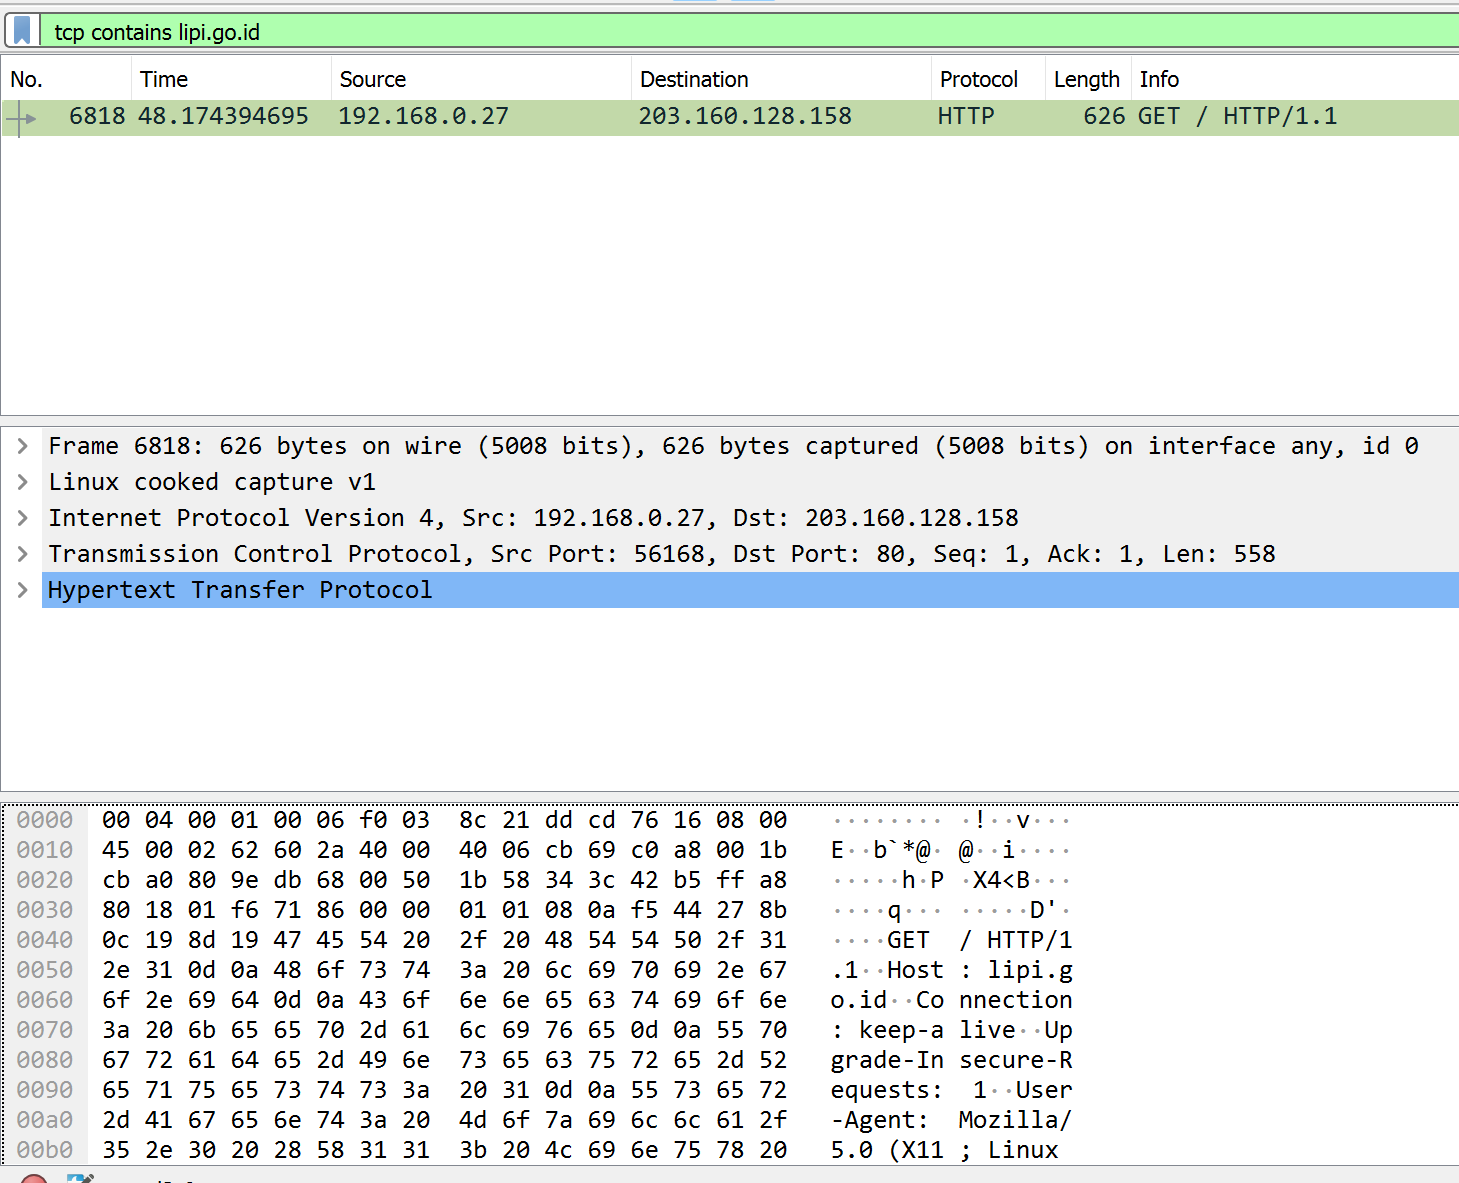 tcp contains lipi.go.id
No. Time Source Destination Protocol Length Info
6818 48.174394695 192.168.0.27 203.160.128.158 HTTP 626 GET / HTTP/1.1
Frame 6818: 626 bytes on wire (5008 bits), 626 bytes captured (5008 bits) on interface any, id 0
Linux cooked capture v1
Internet Protocol Version 4, Src: 192.168.0.27, Dst: 203.160.128.158
Transmission Control Protocol, Src Port: 56168, Dst Port: 80, Seq: 1, Ack: 1, Len: 558
Hypertext Transfer Protocol
0000 00 04 00 01 00 06 f0 03 8c 21 dd cd 76 16 08 00 ········ ·!··v···
0010 45 00 02 62 60 2a 40 00 40 06 cb 69 c0 a8 00 1b E··b`*@· @··i····
0020 cb a0 80 9e db 68 00 50 1b 58 34 3c 42 b5 ff a8 ·····h·P ·X4<B···
0030 80 18 01 f6 71 86 00 00 01 01 08 0a f5 44 27 8b ····q··· ·····D'·
0040 0c 19 8d 19 47 45 54 20 2f 20 48 54 54 50 2f 31 ····GET / HTTP/1
0050 2e 31 0d 0a 48 6f 73 74 3a 20 6c 69 70 69 2e 67 .1··Host : lipi.g
0060 6f 2e 69 64 0d 0a 43 6f 6e 6e 65 63 74 69 6f 6e o.id··Co nnection
0070 3a 20 6b 65 65 70 2d 61 6c 69 76 65 0d 0a 55 70 : keep-a live··Up
0080 67 72 61 64 65 2d 49 6e 73 65 63 75 72 65 2d 52 grade-In secure-R
0090 65 71 75 65 73 74 73 3a 20 31 0d 0a 55 73 65 72 equests: 1··User
00a0 2d 41 67 65 6e 74 3a 20 4d 6f 7a 69 6c 6c 61 2f -Agent: Mozilla/
00b0 35 2e 30 20 28 58 31 31 3b 20 4c 69 6e 75 78 20 5.0 (X11 ; Linux